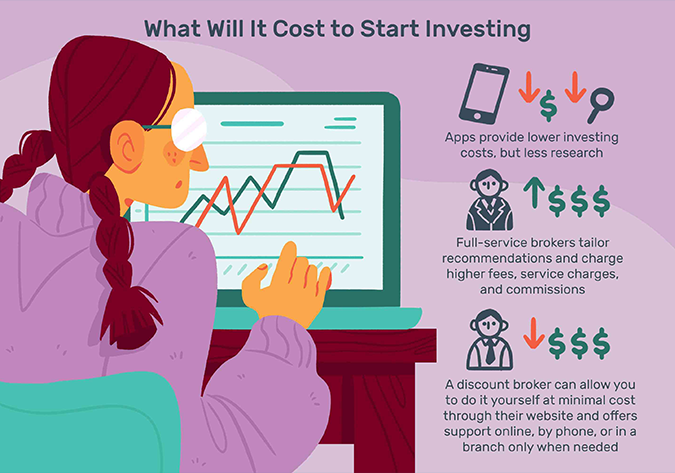 What Will It Cost to Start Investing
$
Apps provide lower investing
costs, but less research
$$$
Full-service brokers tailor
recommendations and charge
higher fees, service charges,
and commissions
$$$
A discount broker can allow you
to do it yourself at minimal cost
through their website and offers
support online, by phone, or in a
branch only when needed